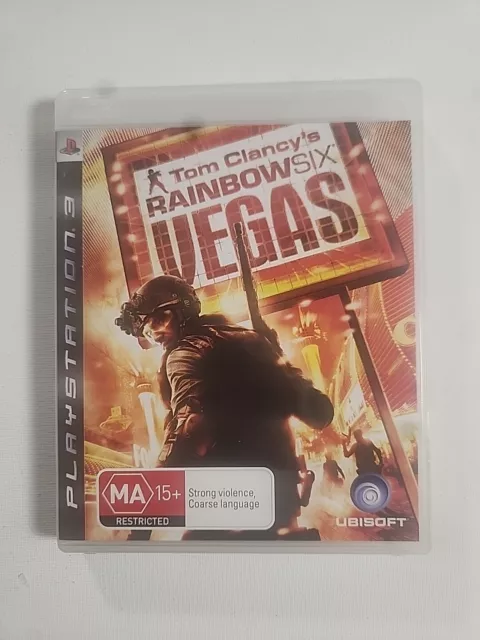 PLAYSTATION 3
Tom Clancy's
RAINBOWSIX
VEGAS
MA 15+
RESTRICTED
Strong violence,
Coarse language
UBISOFT